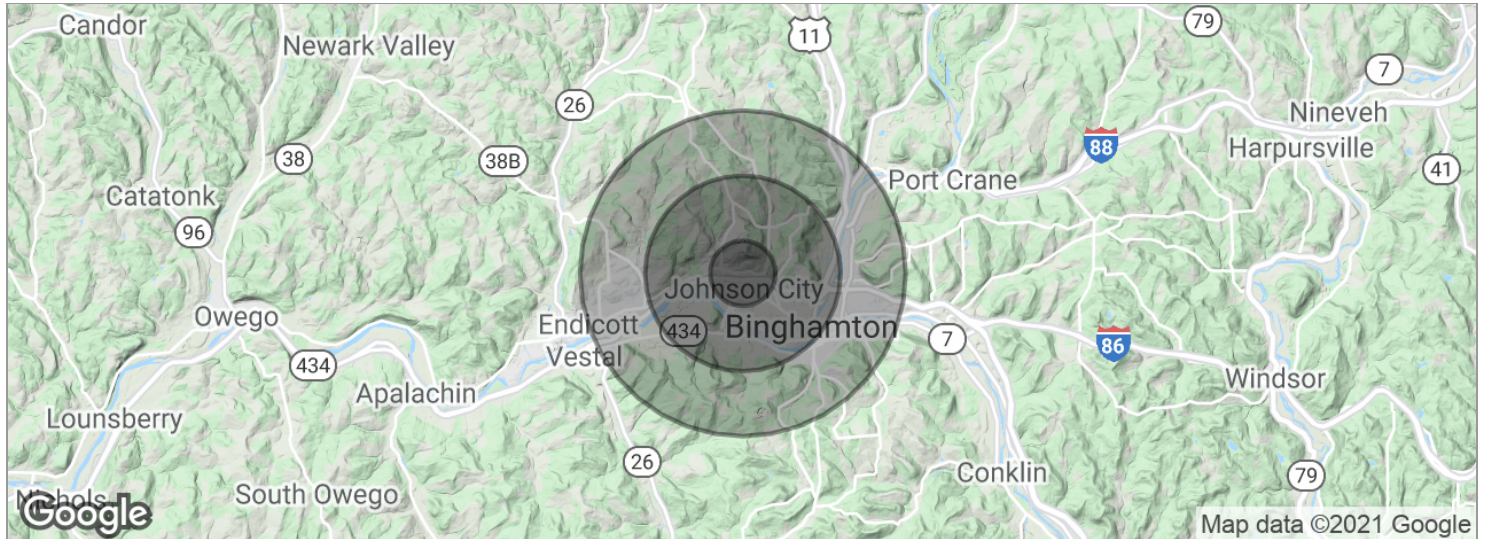 Candor
Newark Valley
11
79
7
26
Nineveh
88
Harpursville
38
38B
41
Port Crane
Catatonk
96
Johnson City
Owego
Endicott
434
Binghamton
7
86
Vestal
434
Apalachin
Windsor
Lounsberry
26
Conklin
79
South Owego
Nichols
Google
Map data ©2021 Google